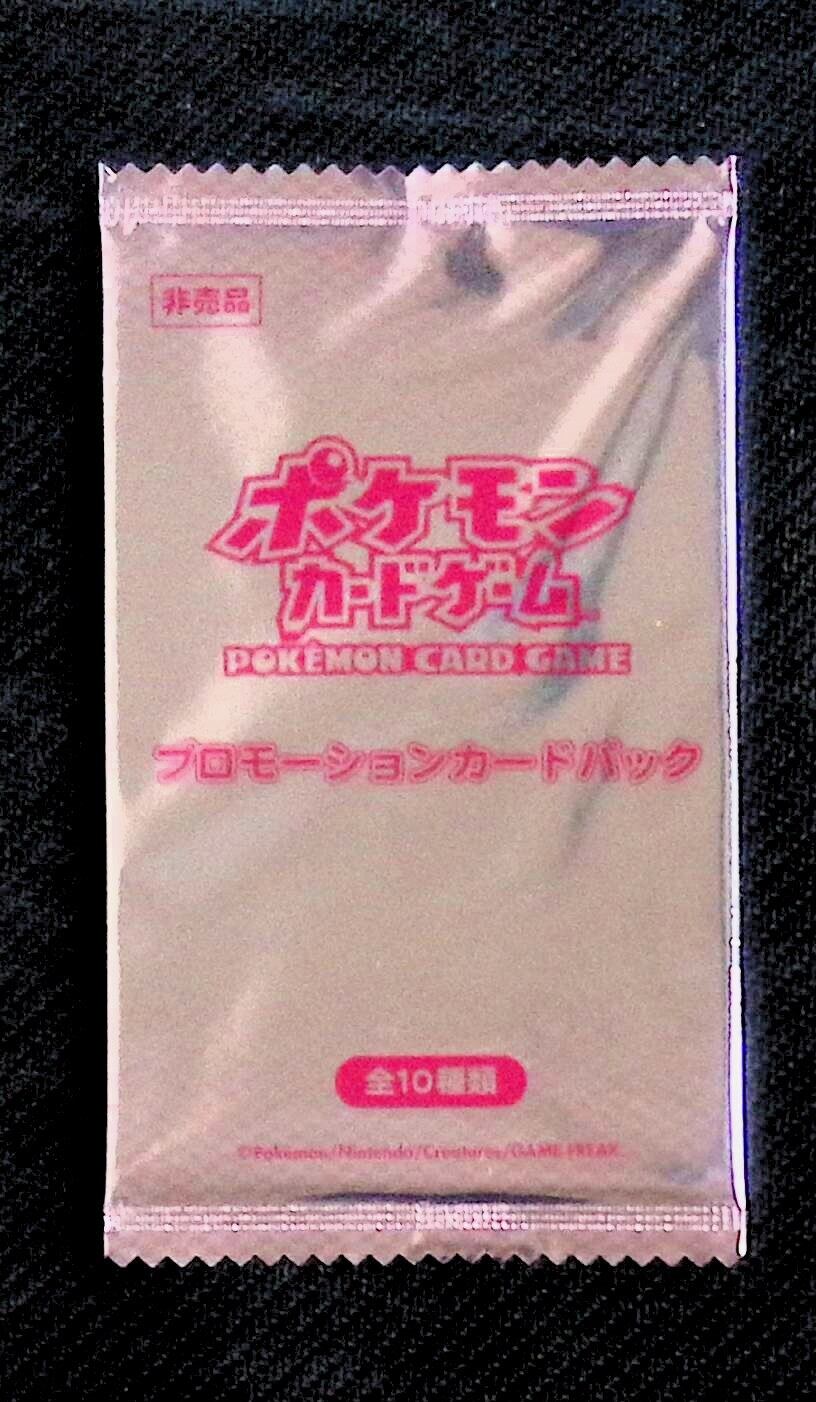 非売品
ポケモン
カードゲーム™
POKÉMON CARD GAME
プロモーションカードパック
全10種類
©Pokémon/Nintendo/Creatures/GAME FREAK.